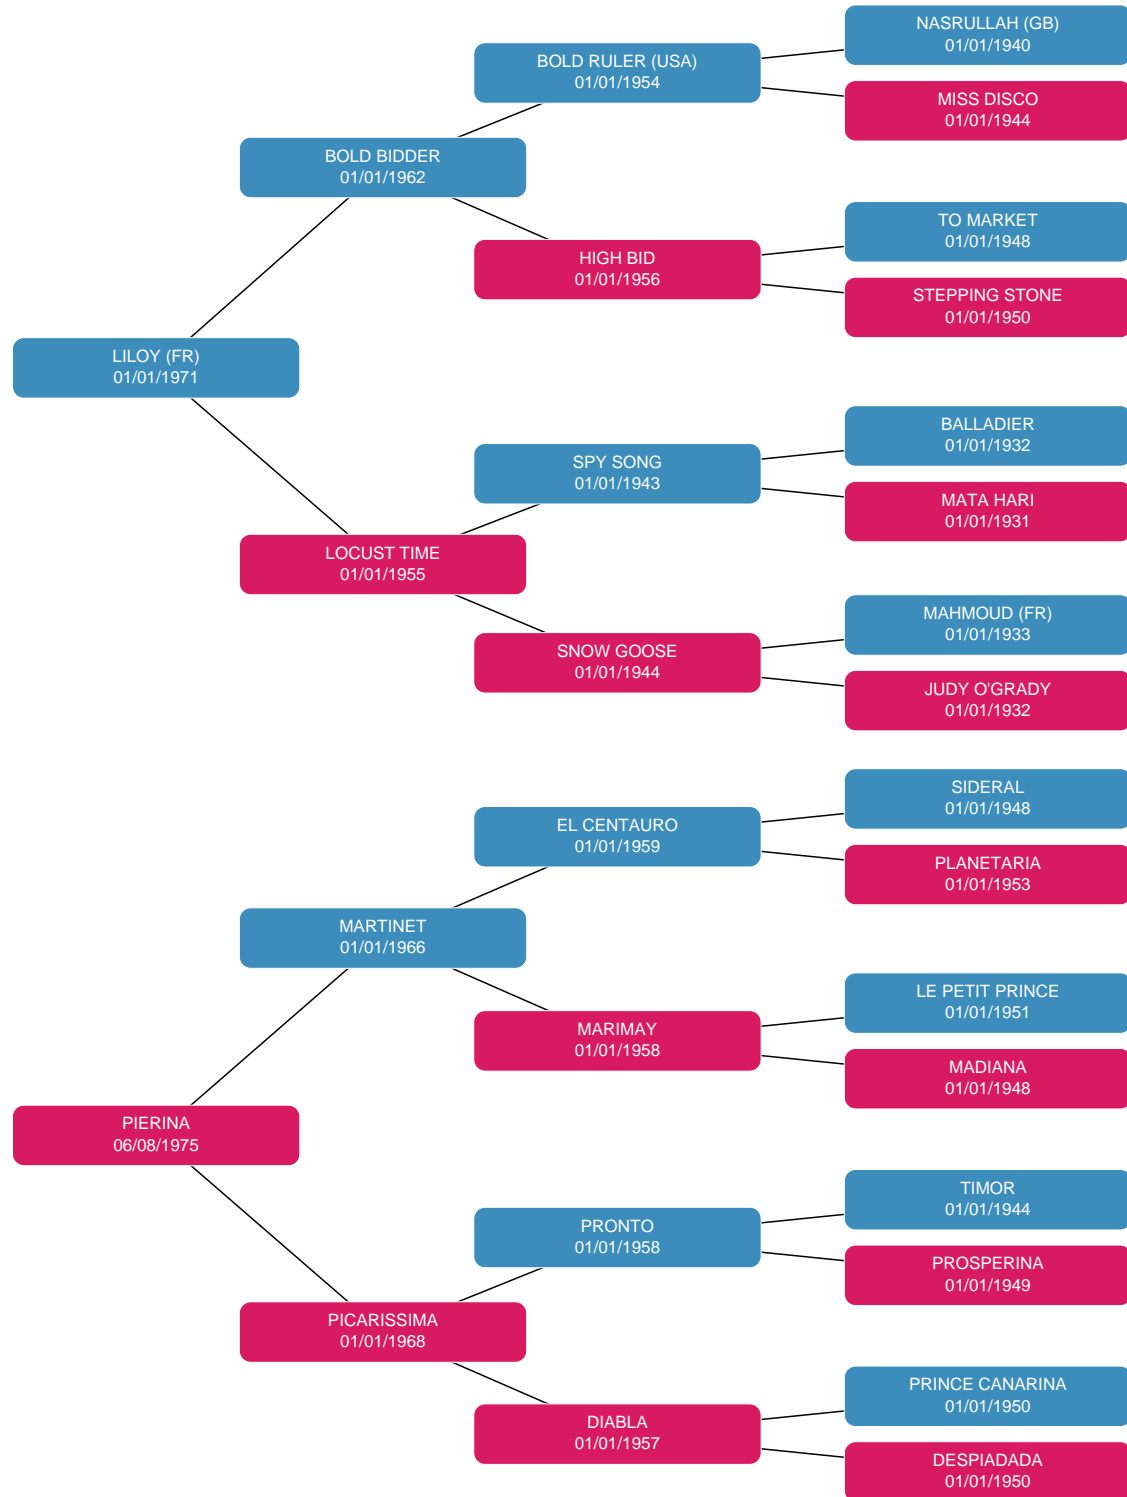 NASRULLAH (GB)
01/01/1940
BOLD RULER (USA)
01/01/1954
MISS DISCO
01/01/1944
BOLD BIDDER
01/01/1962
TO MARKET
01/01/1948
HIGH BID
01/01/1956
STEPPING STONE
01/01/1950
LILOY (FR)
01/01/1971
BALLADIER
01/01/1932
SPY SONG
01/01/1943
MATA HARI
01/01/1931
LOCUST TIME
01/01/1955
MAHMOUD (FR)
01/01/1933
SNOW GOOSE
01/01/1944
JUDY O'GRADY
01/01/1932
SIDERAL
01/01/1948
EL CENTAURO
01/01/1959
PLANETARIA
01/01/1953
MARTINET
01/01/1966
LE PETIT PRINCE
01/01/1951
MARIMAY
01/01/1958
MADIANA
01/01/1948
PIERINA
06/08/1975
TIMOR
01/01/1944
PRONTO
01/01/1958
PROSPERINA
01/01/1949
PICARISSIMA
01/01/1968
PRINCE CANARINA
01/01/1950
DIABLA
01/01/1957
DESPIADADA
01/01/1950